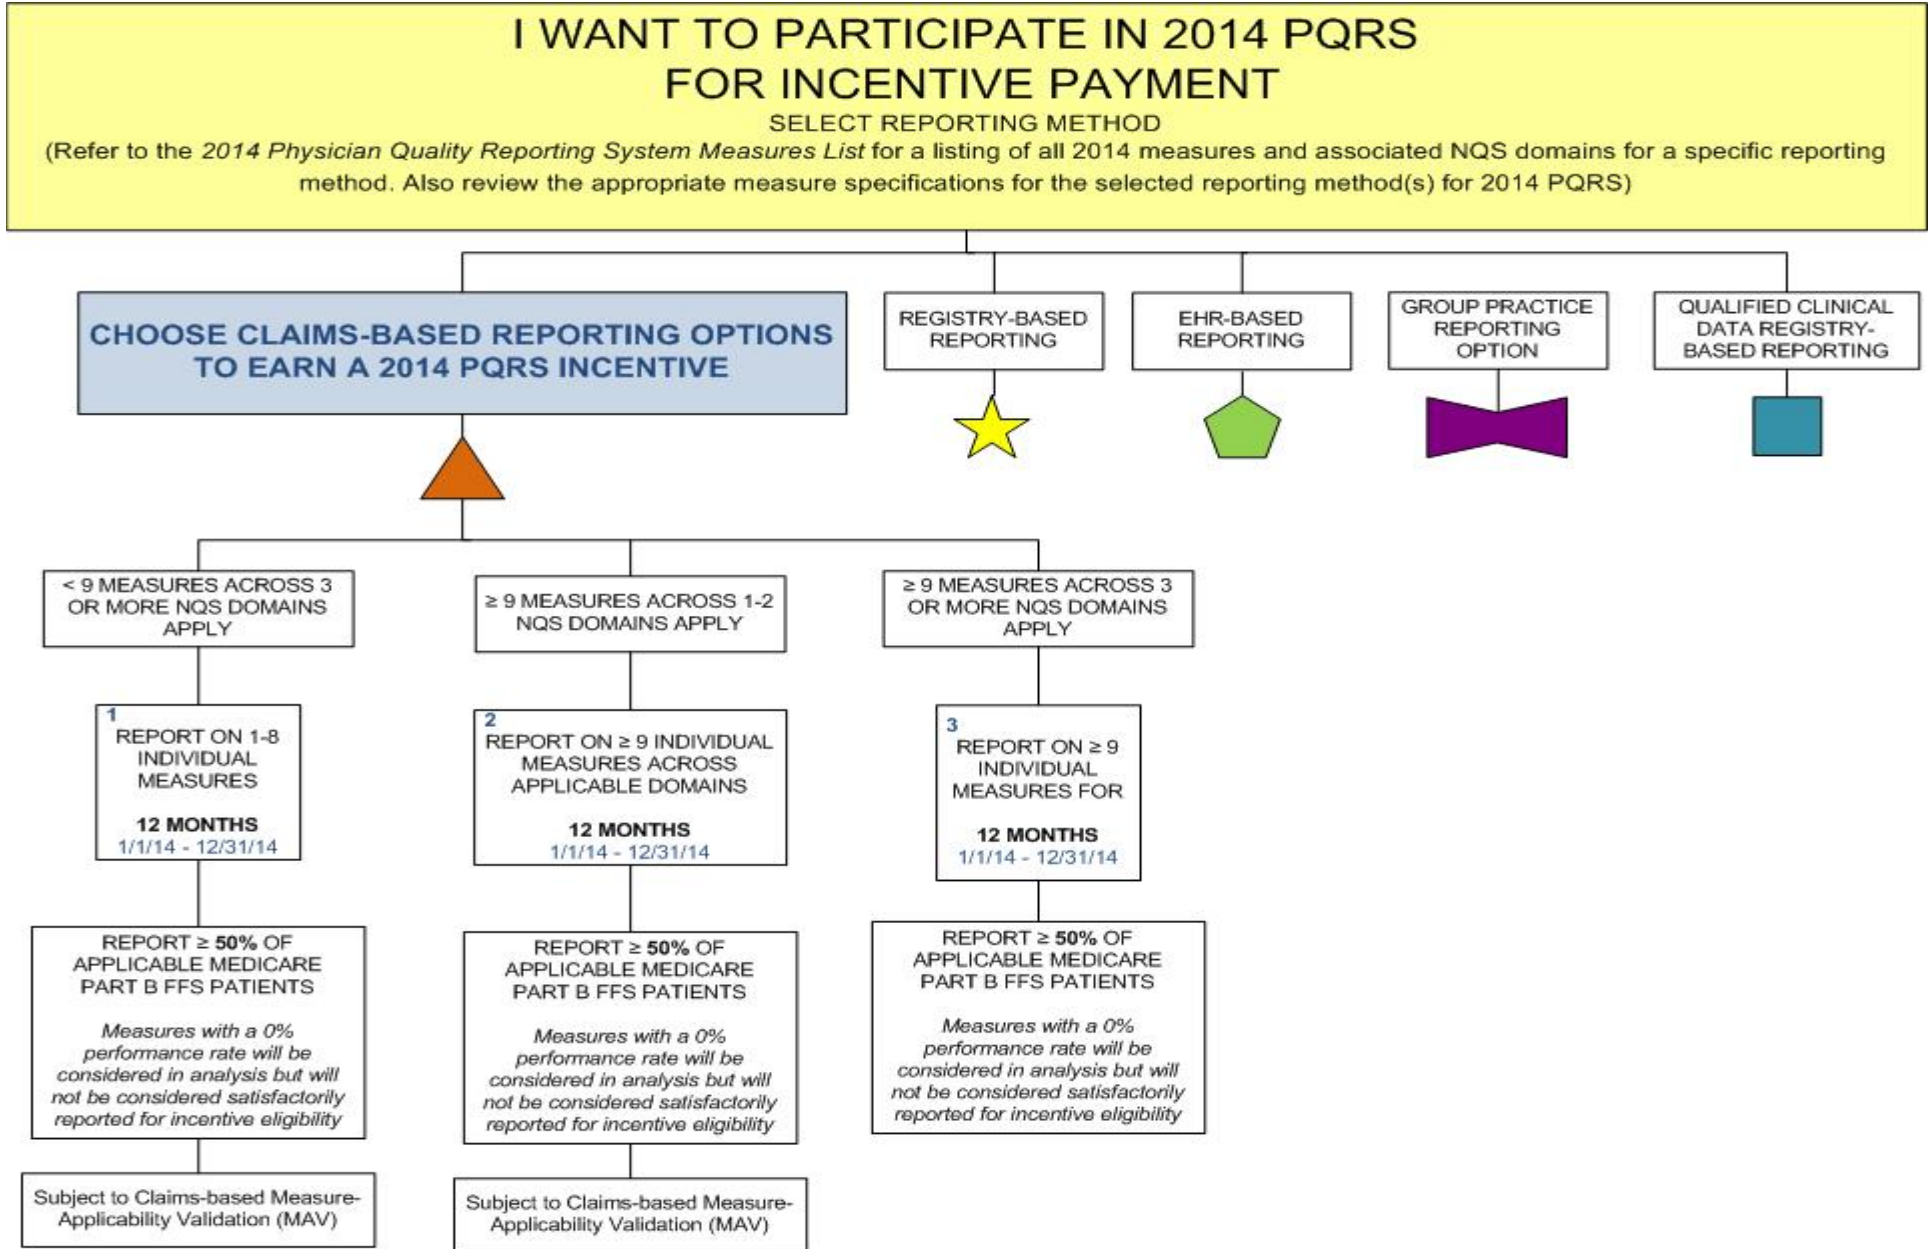 I WANT TO PARTICIPATE IN 2014 PQRS
FOR INCENTIVE PAYMENT
SELECT REPORTING METHOD
(Refer to the 2014 Physician Quality Reporting System Measures List for a listing of all 2014 measures and associated NQS domains for a specific reporting
method. Also review the appropriate measure specifications for the selected reporting method(s) for 2014 PQRS)
CHOOSE CLAIMS-BASED REPORTING OPTIONS
TO EARN A 2014 PQRS INCENTIVE
REGISTRY-BASED
REPORTING
EHR-BASED
REPORTING
GROUP PRACTICE
REPORTING
OPTION
QUALIFIED CLINICAL
DATA REGISTRY-
BASED REPORTING
< 9 MEASURES ACROSS 3
OR MORE NQS DOMAINS
APPLY
≥ 9 MEASURES ACROSS 1-2
NQS DOMAINS APPLY
≥ 9 MEASURES ACROSS 3
OR MORE NQS DOMAINS
APPLY
1
REPORT ON 1-8
INDIVIDUAL
MEASURES
12 MONTHS
1/1/14 - 12/31/14
2
REPORT ON ≥ 9 INDIVIDUAL
MEASURES ACROSS
APPLICABLE DOMAINS
12 MONTHS
1/1/14 - 12/31/14
3
REPORT ON ≥ 9
INDIVIDUAL
MEASURES FOR
12 MONTHS
1/1/14 - 12/31/14
REPORT ≥ 50% OF
APPLICABLE MEDICARE
PART B FFS PATIENTS
Measures with a 0%
performance rate will be
considered in analysis but will
not be considered satisfactorily
reported for incentive eligibility
REPORT ≥ 50% OF
APPLICABLE MEDICARE
PART B FFS PATIENTS
Measures with a 0%
performance rate will be
considered in analysis but will
not be considered satisfactorily
reported for incentive eligibility
REPORT ≥ 50% OF
APPLICABLE MEDICARE
PART B FFS PATIENTS
Measures with a 0%
performance rate will be
considered in analysis but will
not be considered satisfactorily
reported for incentive eligibility
Subject to Claims-based Measure-
Applicability Validation (MAV)
Subject to Claims-based Measure-
Applicability Validation (MAV)